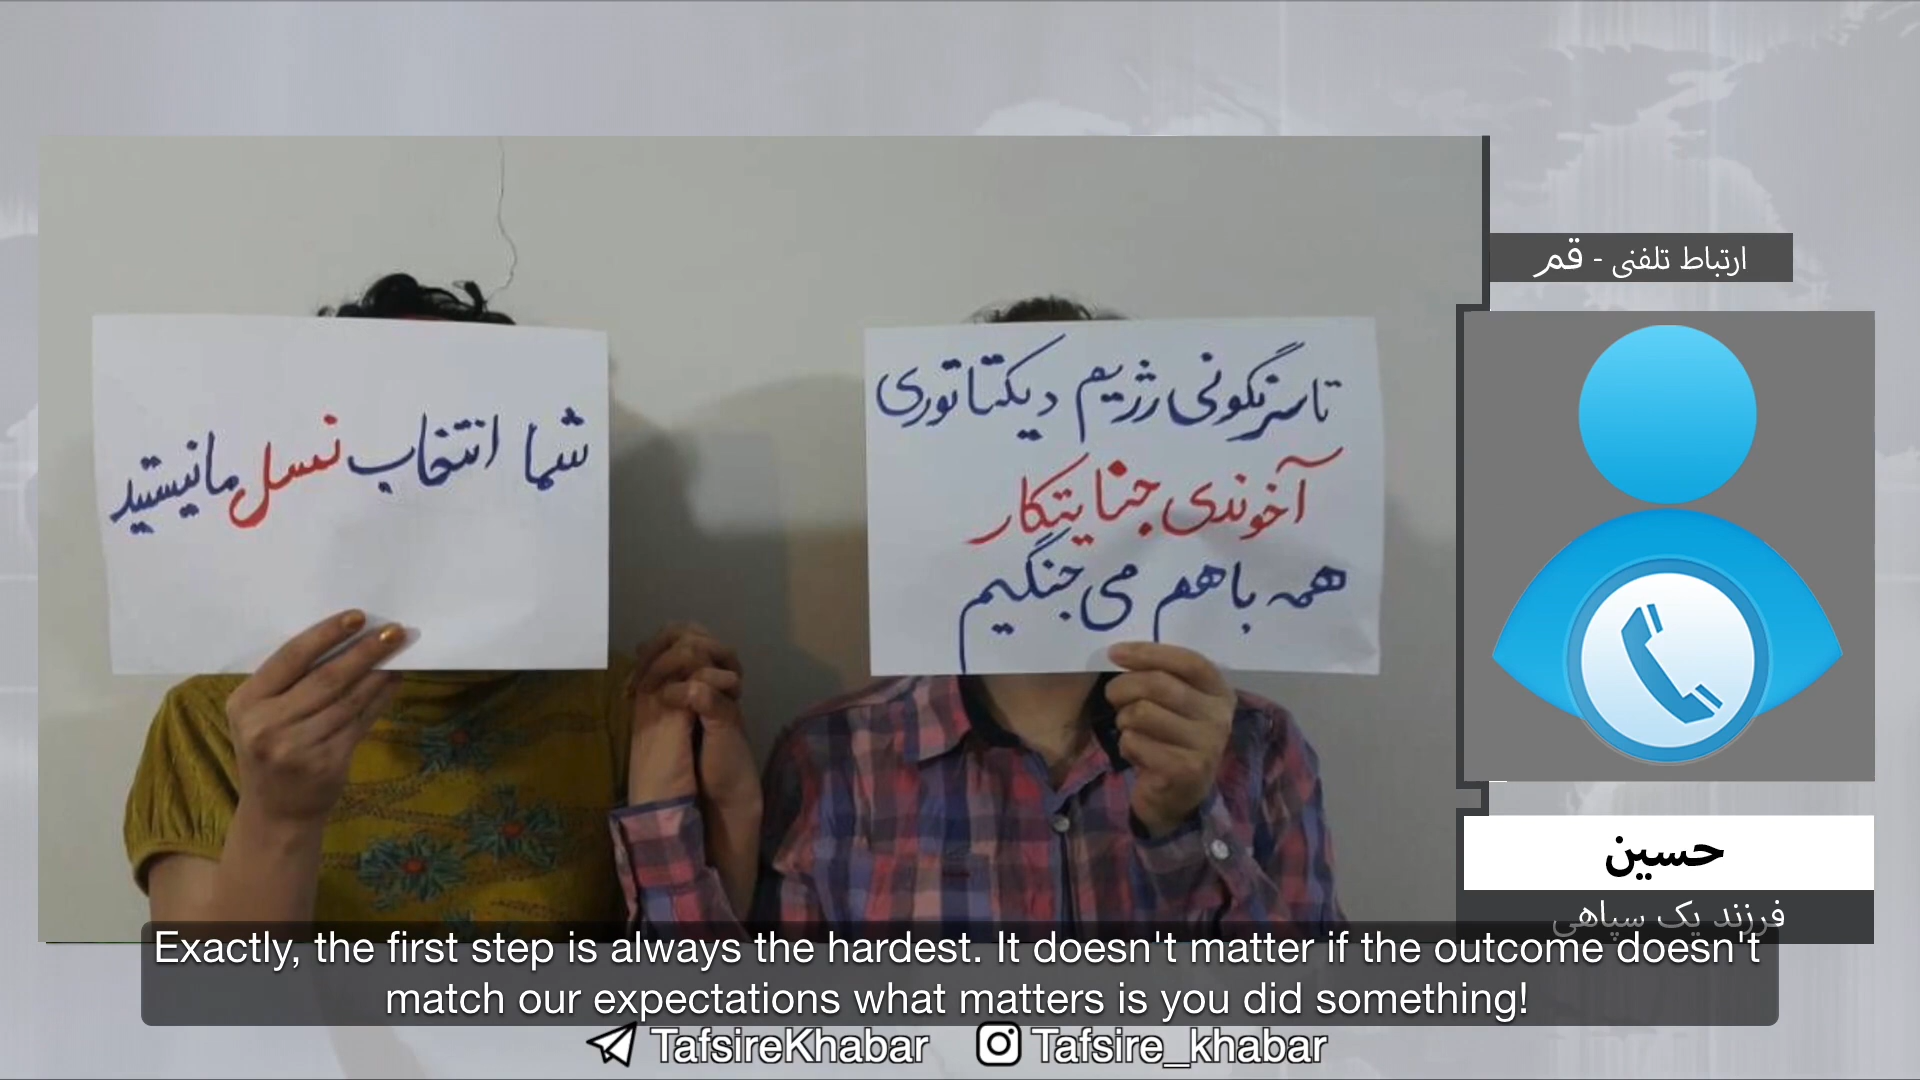 ارتباط تلفنی - قم
شما انتخاب نسل ما نیستید
تا سرنگونی رژیم دیکتاتوری
آخوندی جنایتکار
همه با هم می جنگیم
حسین
فرزند یک سپاهی
Exactly, the first step is always the hardest. It doesn't matter if the outcome doesn't
match our expectations what matters is you did something!
TafsireKhabar
Tafsire_khabar